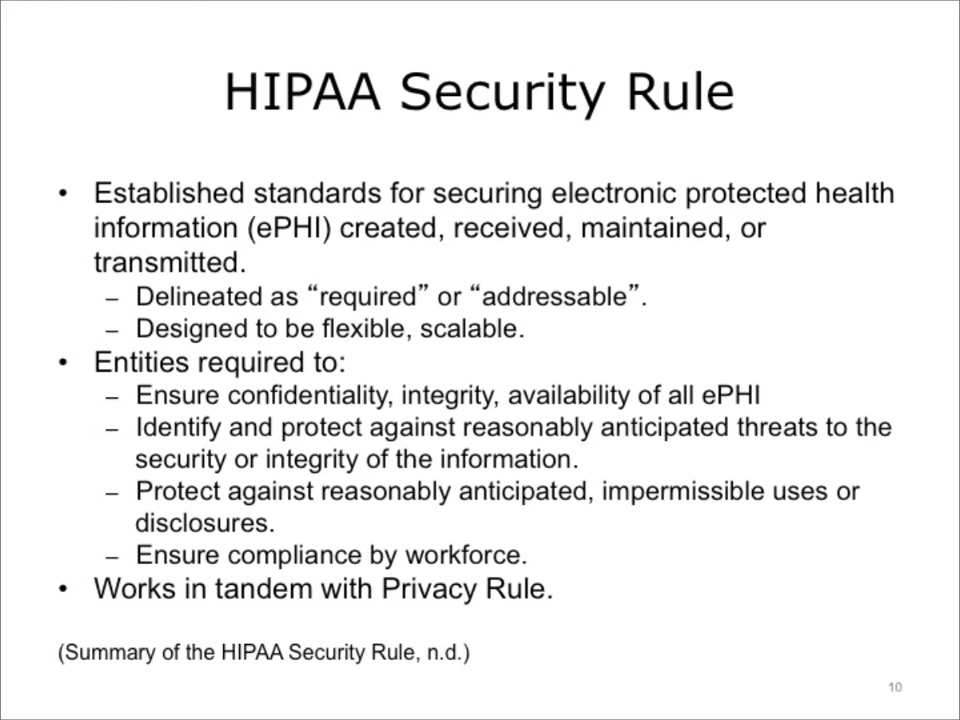 HIPAA Security Rule
• Established standards for securing electronic protected health
information (ePHI) created, received, maintained, or
transmitted.
– Delineated as “required” or “addressable”.
– Designed to be flexible, scalable.
• Entities required to:
– Ensure confidentiality, integrity, availability of all ePHI
– Identify and protect against reasonably anticipated threats to the
security or integrity of the information.
– Protect against reasonably anticipated, impermissible uses or
disclosures.
– Ensure compliance by workforce.
• Works in tandem with Privacy Rule.
(Summary of the HIPAA Security Rule, n.d.)
10